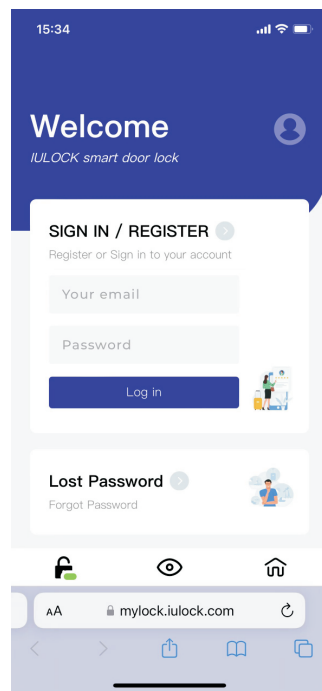 15:34
Welcome
IULOCK smart door lock
SIGN IN / REGISTER
Register or Sign in to your account
Your email
Password
Log in
Lost Password
Forgot Password
AA
mylock.iulock.com